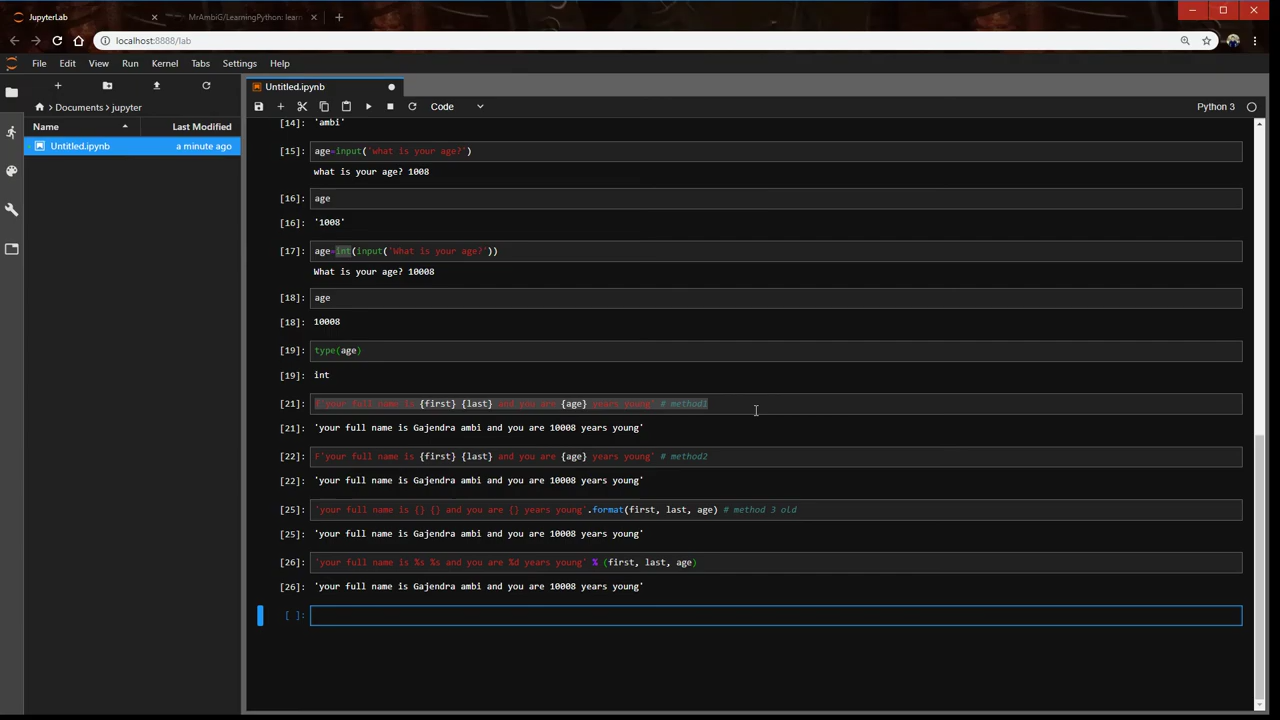 JupyterLab
MrAmbiG/LearningPython: learn
localhost:8888/lab
File Edit View Run Kernel Tabs Settings Help
Documents jupyter
Name Last Modified
Untitled.ipynb a minute ago
Untitled.ipynb
Code
Python 3
[14]: 'ambi'
[15]: age=input('what is your age?')
what is your age? 1008
[16]: age
[16]: '1008'
[17]: age=int(input('What is your age?'))
What is your age? 10008
[18]: age
[18]: 10008
[19]: type(age)
[19]: int
[21]: f'your full name is {first} {last} and you are {age} years young' # method1
[21]: 'your full name is Gajendra ambi and you are 10008 years young'
[22]: F'your full name is {first} {last} and you are {age} years young' # method2
[22]: 'your full name is Gajendra ambi and you are 10008 years young'
[25]: 'your full name is {} {} and you are {} years young'.format(first, last, age) # method 3 old
[25]: 'your full name is Gajendra ambi and you are 10008 years young'
[26]: 'your full name is %s %s and you are %d years young' % (first, last, age)
[26]: 'your full name is Gajendra ambi and you are 10008 years young'
[ ]: